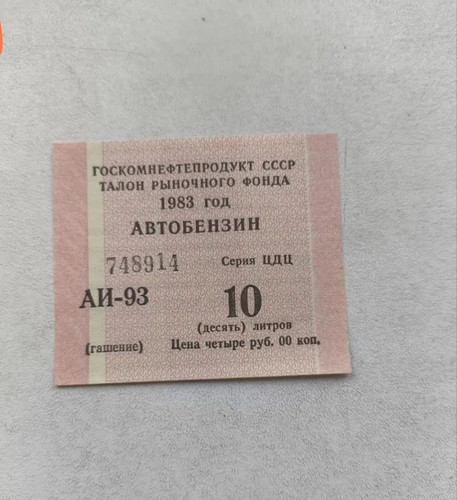 ГОСКОМНЕФТЕПРОДУКТ СССР
ТАЛОН РЫНОЧНОГО ФОНДА
1983 год
АВТОБЕНЗИН
748914 Серия ЦДЦ
АИ-93 10
(десять) литров
(гашение) Цена четыре руб. 00 коп.